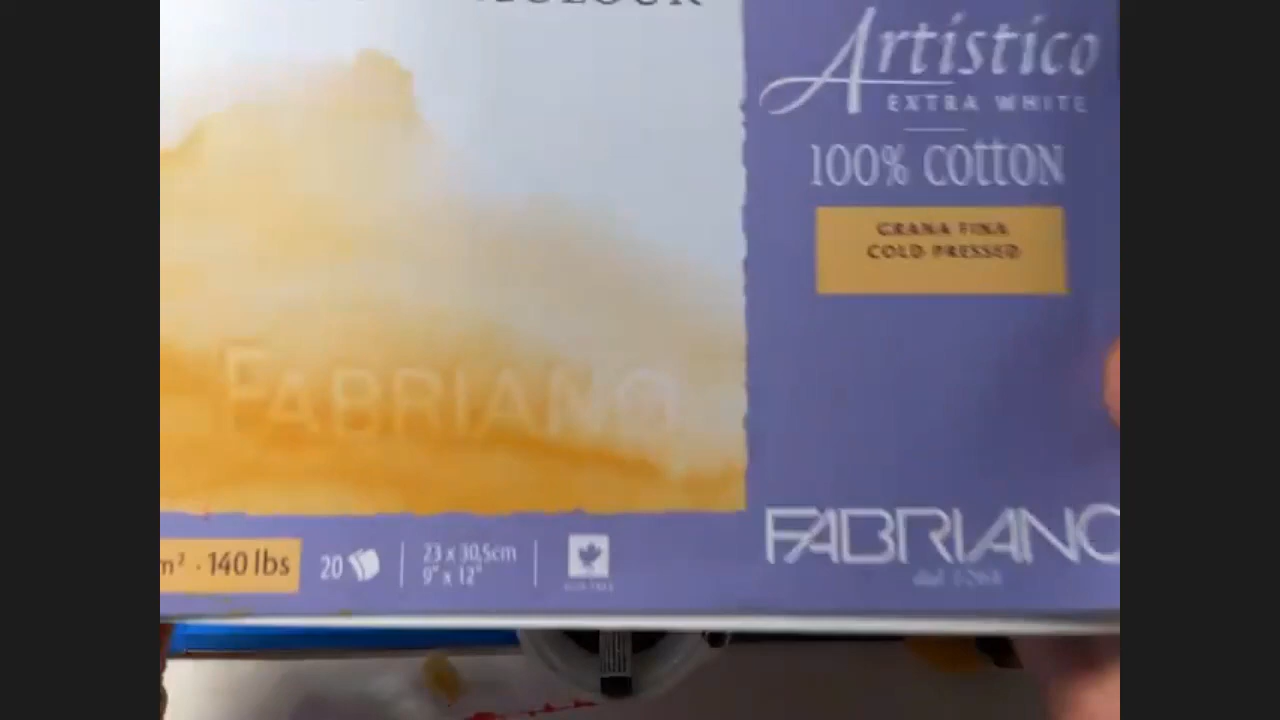 Artístico
EXTRA WHITE
100% COTTON
GRANA FINA
COLD PRESSED
FABRIANO
m² · 140 lbs
20
23 x 30,5cm
9" x 12"
FABRIANO